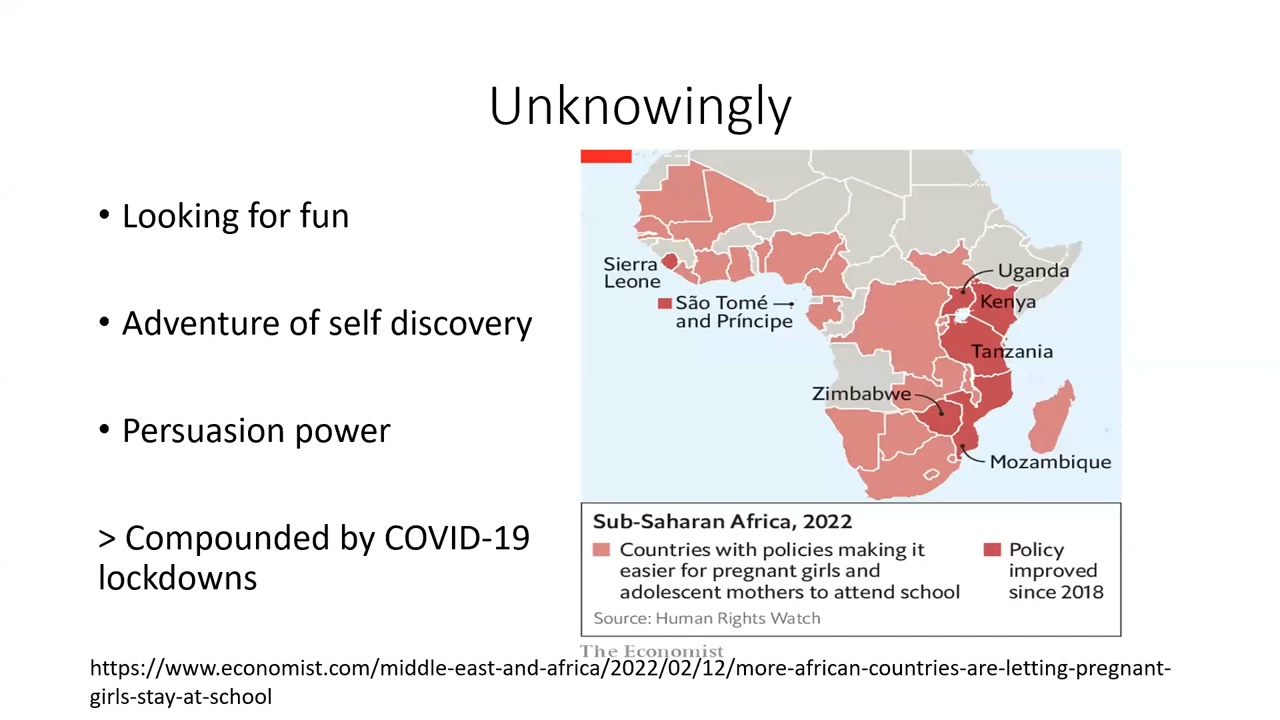 Unknowingly
• Looking for fun
• Adventure of self discovery
• Persuasion power
> Compounded by COVID-19
lockdowns
Sierra
Leone
São Tomé
and Príncipe
Uganda
Kenya
Tanzania
Zimbabwe
Mozambique
Sub-Saharan Africa, 2022
Countries with policies making it
easier for pregnant girls and
adolescent mothers to attend school
Policy
improved
since 2018
Source: Human Rights Watch
The Economist
https://www.economist.com/middle-east-and-africa/2022/02/12/more-african-countries-are-letting-pregnant-
girls-stay-at-school